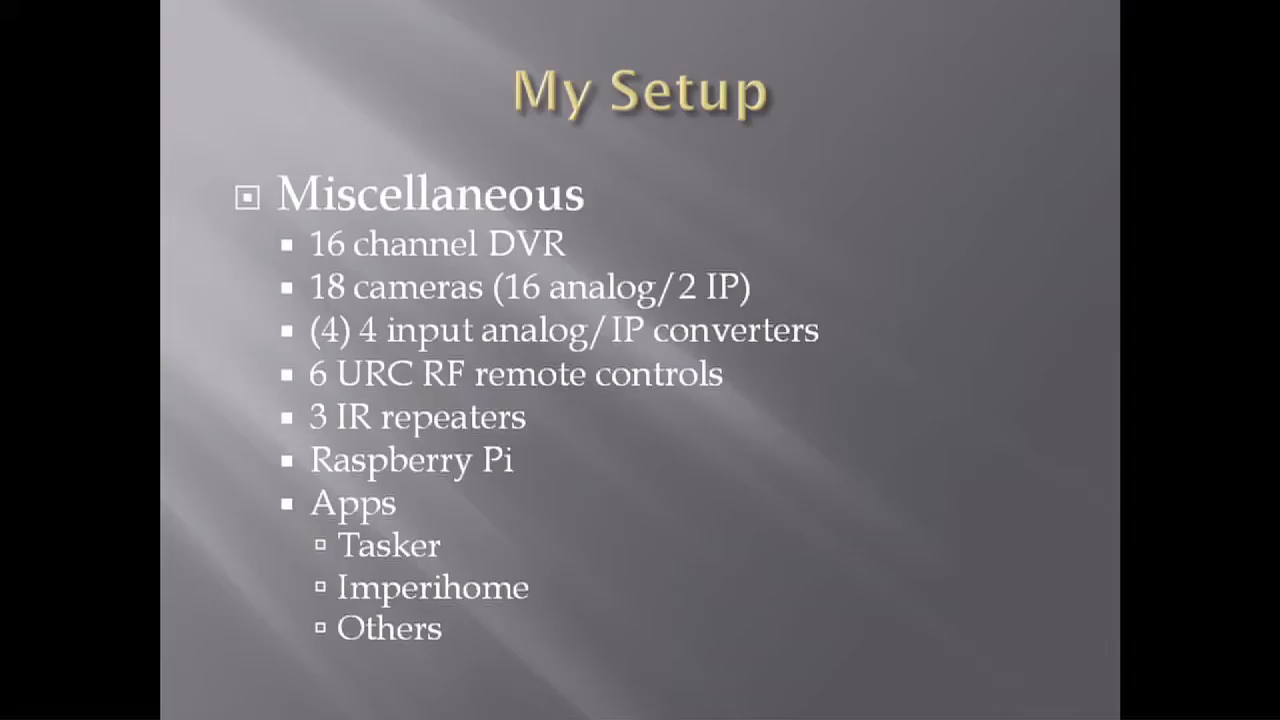 My Setup
Miscellaneous
16 channel DVR
18 cameras (16 analog/2 IP)
(4) 4 input analog/IP converters
6 URC RF remote controls
3 IR repeaters
Raspberry Pi
Apps
Tasker
Imperihome
Others